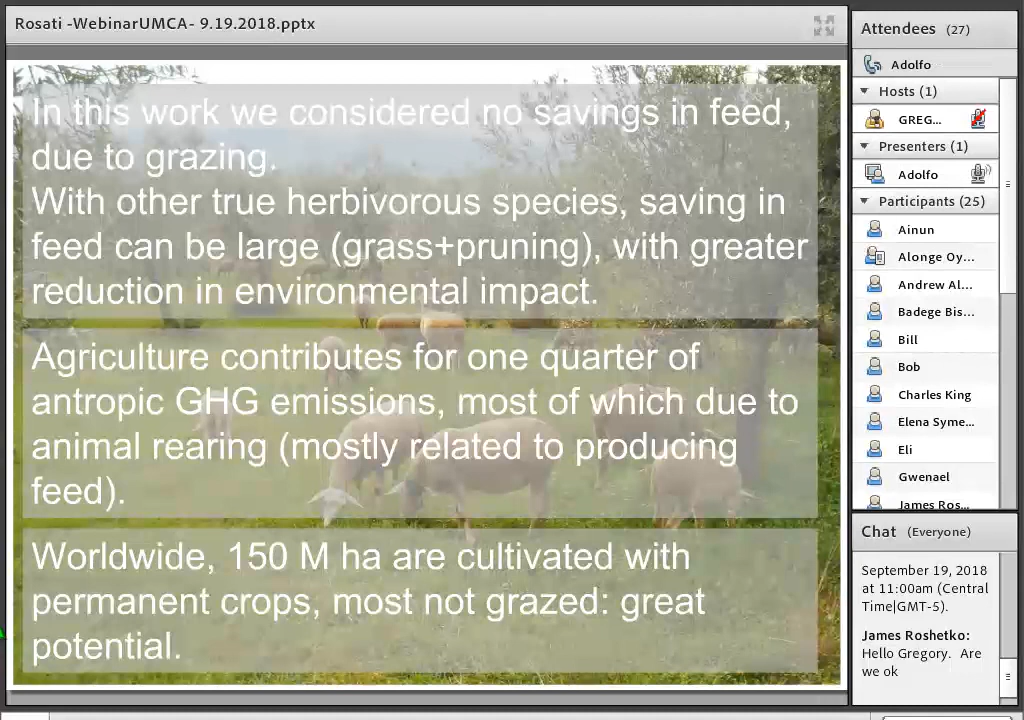 Rosati -WebinarUMCA- 9.19.2018.pptx
In this work we considered no savings in feed,
due to grazing.
With other true herbivorous species, saving in
feed can be large (grass+pruning), with greater
reduction in environmental impact.
Agriculture contributes for one quarter of
antropic GHG emissions, most of which due to
animal rearing (mostly related to producing
feed).
Worldwide, 150 M ha are cultivated with
permanent crops, most not grazed: great
potential.
Attendees (27)
Adolfo
Hosts (1)
GREG...
Presenters (1)
Adolfo
Participants (25)
Ainun
Alonge Oy...
Andrew Al...
Badege Bis...
Bill
Bob
Charles King
Elena Syme...
Eli
Gwenael
James Ros...
Chat (Everyone)
September 19, 2018
at 11:00am (Central
Time|GMT-5).
James Roshetko:
Hello Gregory. Are
we ok